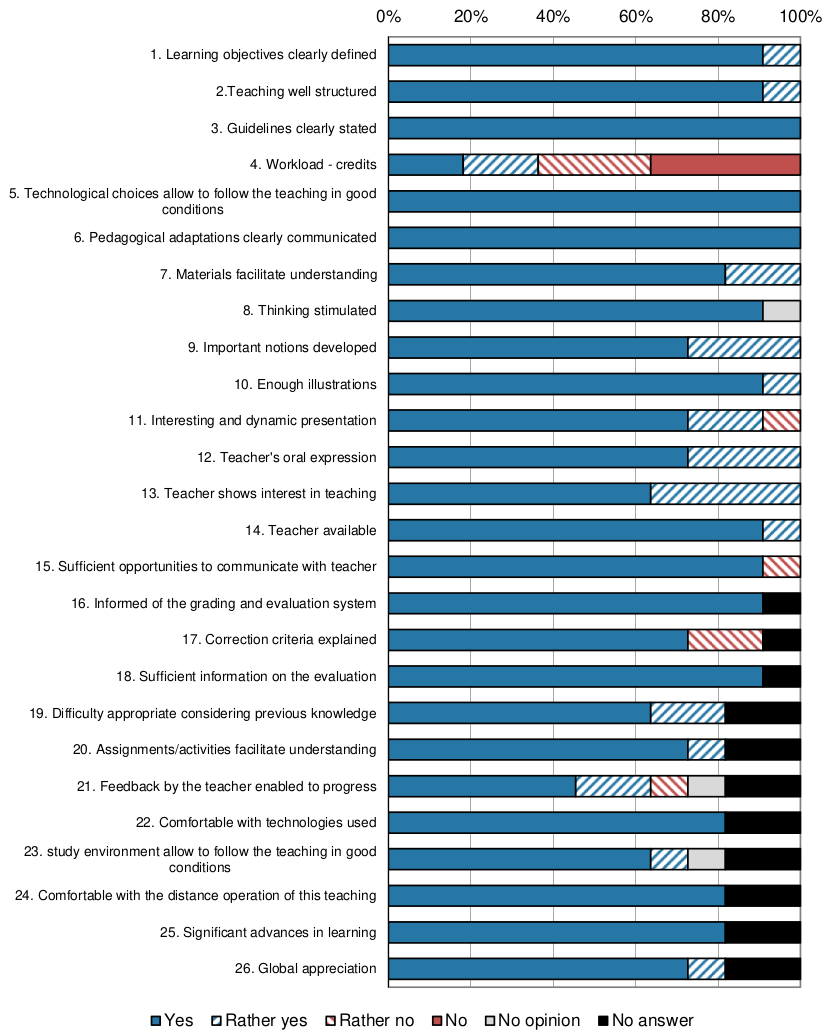 0% 20% 40% 60% 80% 100%
1. Learning objectives clearly defined
2.Teaching well structured
3. Guidelines clearly stated
4. Workload - credits
5. Technological choices allow to follow the teaching in good
conditions
6. Pedagogical adaptations clearly communicated
7. Materials facilitate understanding
8. Thinking stimulated
9. Important notions developed
10. Enough illustrations
11. Interesting and dynamic presentation
12. Teacher's oral expression
13. Teacher shows interest in teaching
14. Teacher available
15. Sufficient opportunities to communicate with teacher
16. Informed of the grading and evaluation system
17. Correction criteria explained
18. Sufficient information on the evaluation
19. Difficulty appropriate considering previous knowledge
20. Assignments/activities facilitate understanding
21. Feedback by the teacher enabled to progress
22. Comfortable with technologies used
23. study environment allow to follow the teaching in good
conditions
24. Comfortable with the distance operation of this teaching
25. Significant advances in learning
26. Global appreciation
Yes Rather yes Rather no No No opinion No answer